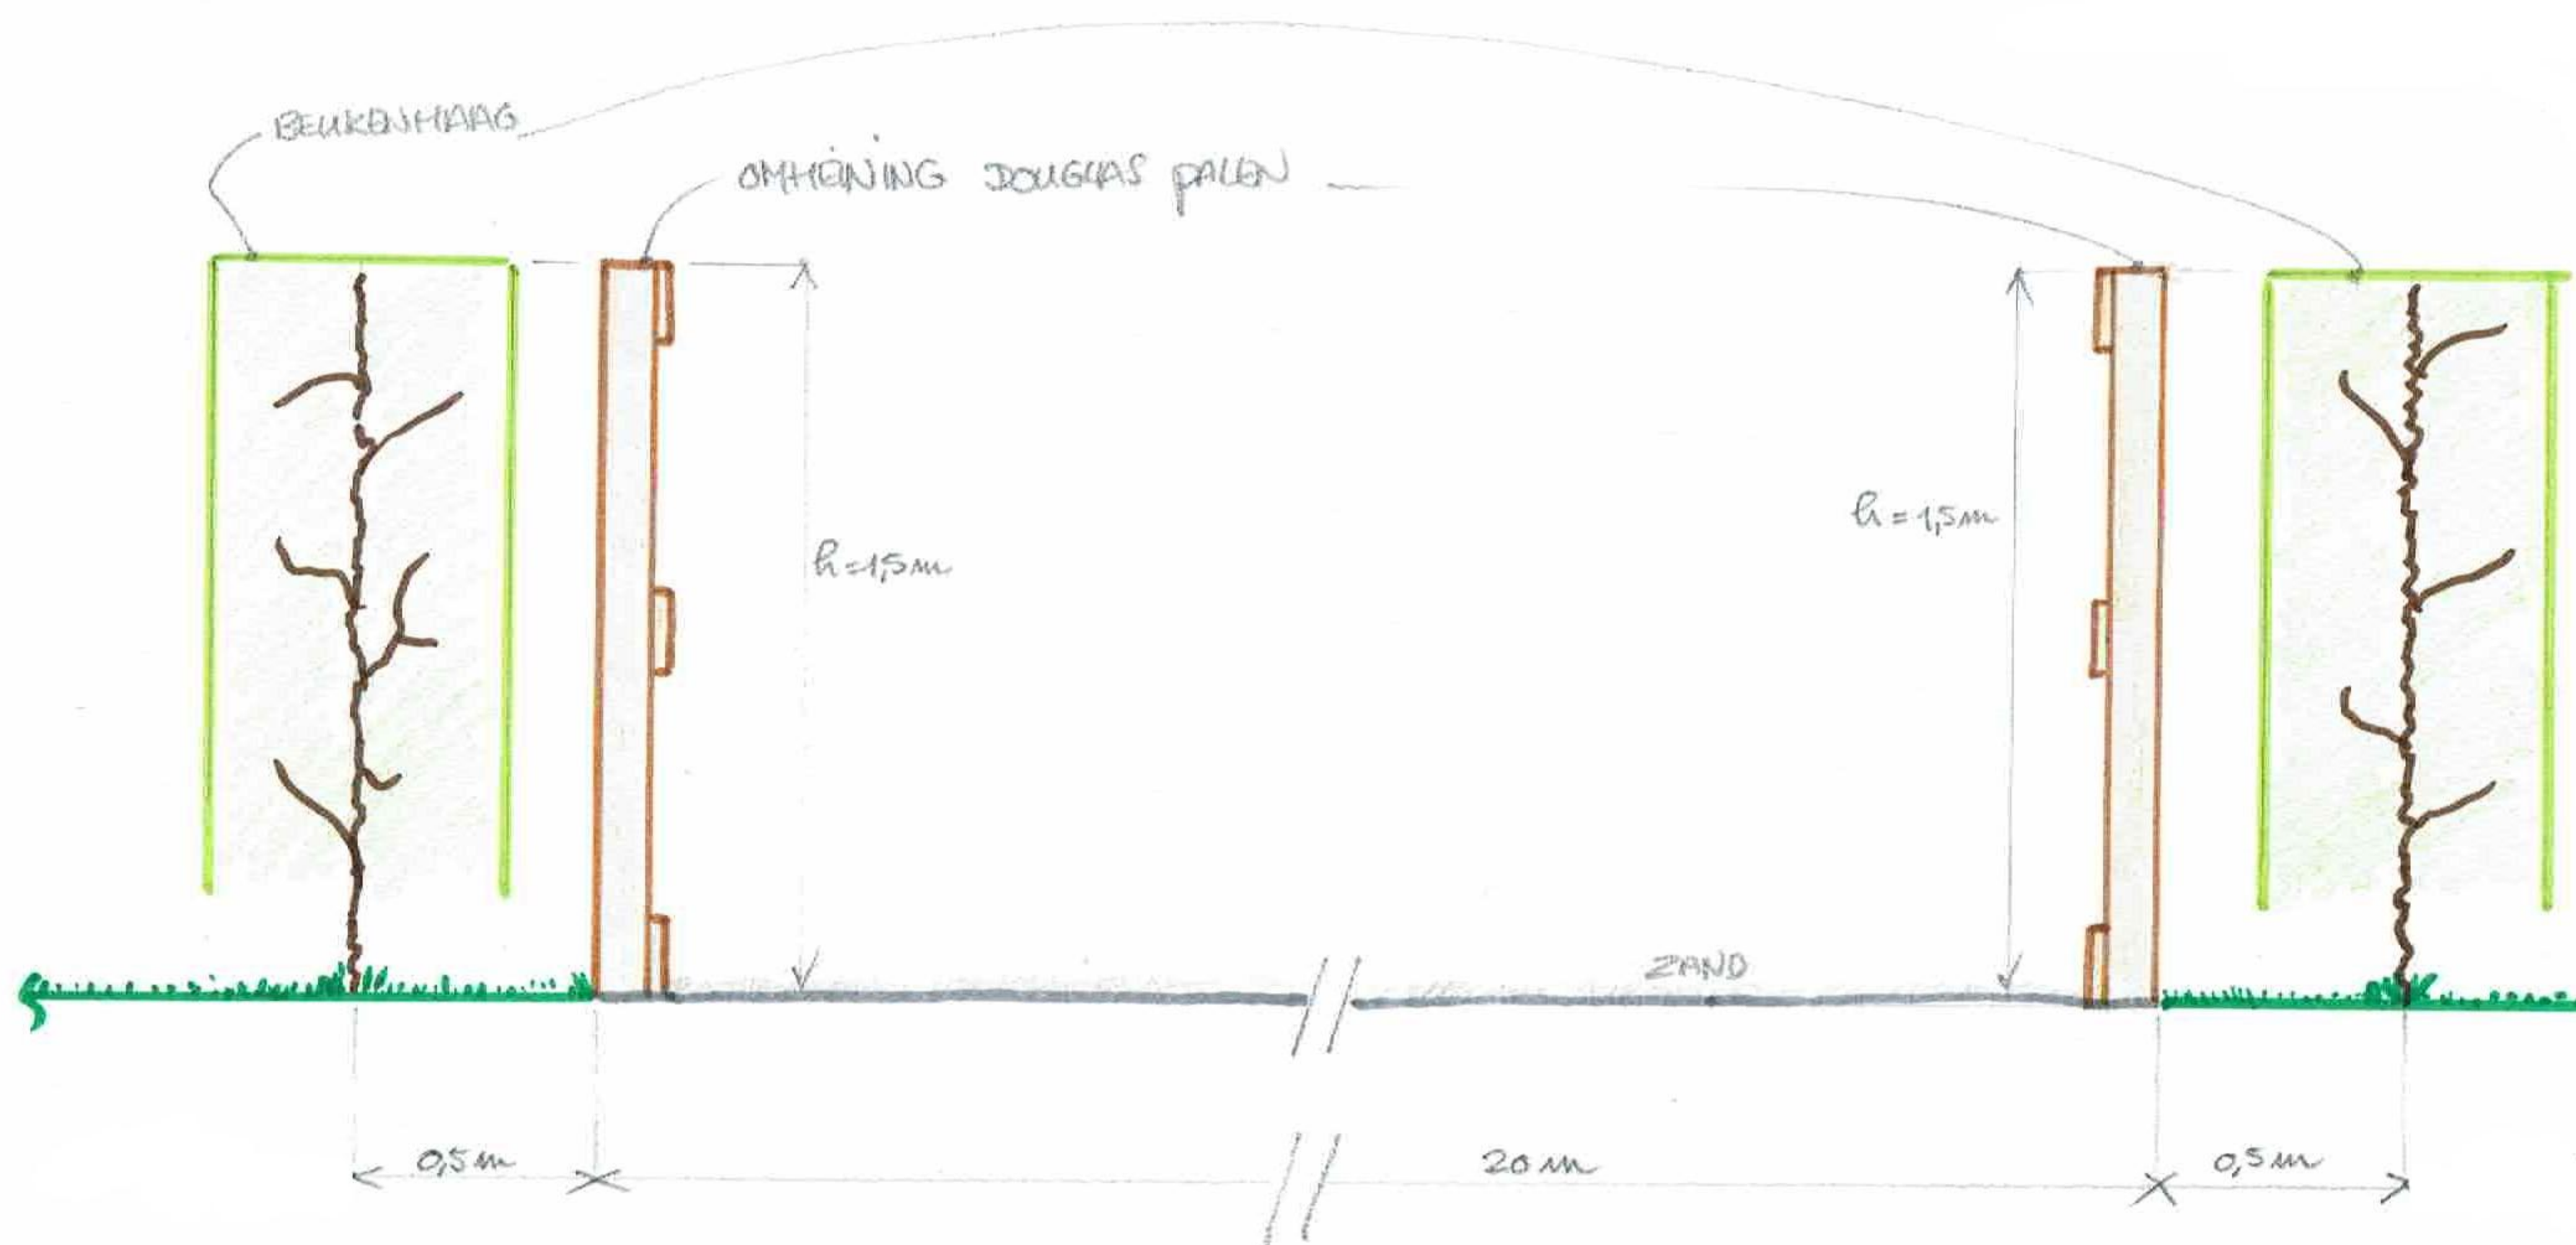 BEUKENHAAG
OMHEINING DOUGLAS PALEN
h=1,5m
h=1,5m
ZAND
0,5m
20m
0,5m